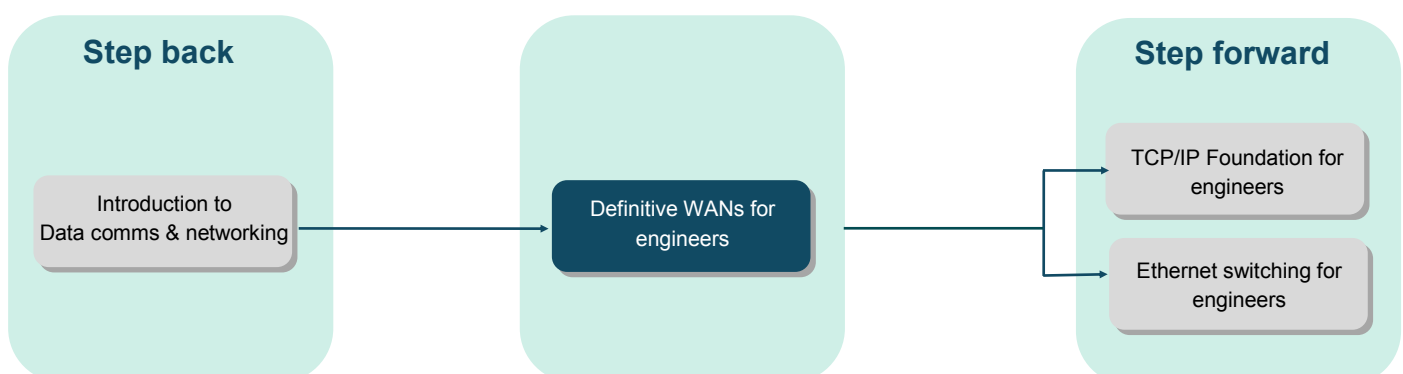 Step back
Introduction to
Data comms & networking
Definitive WANs for
engineers
Step forward
TCP/IP Foundation for
engineers
Ethernet switching for
engineers